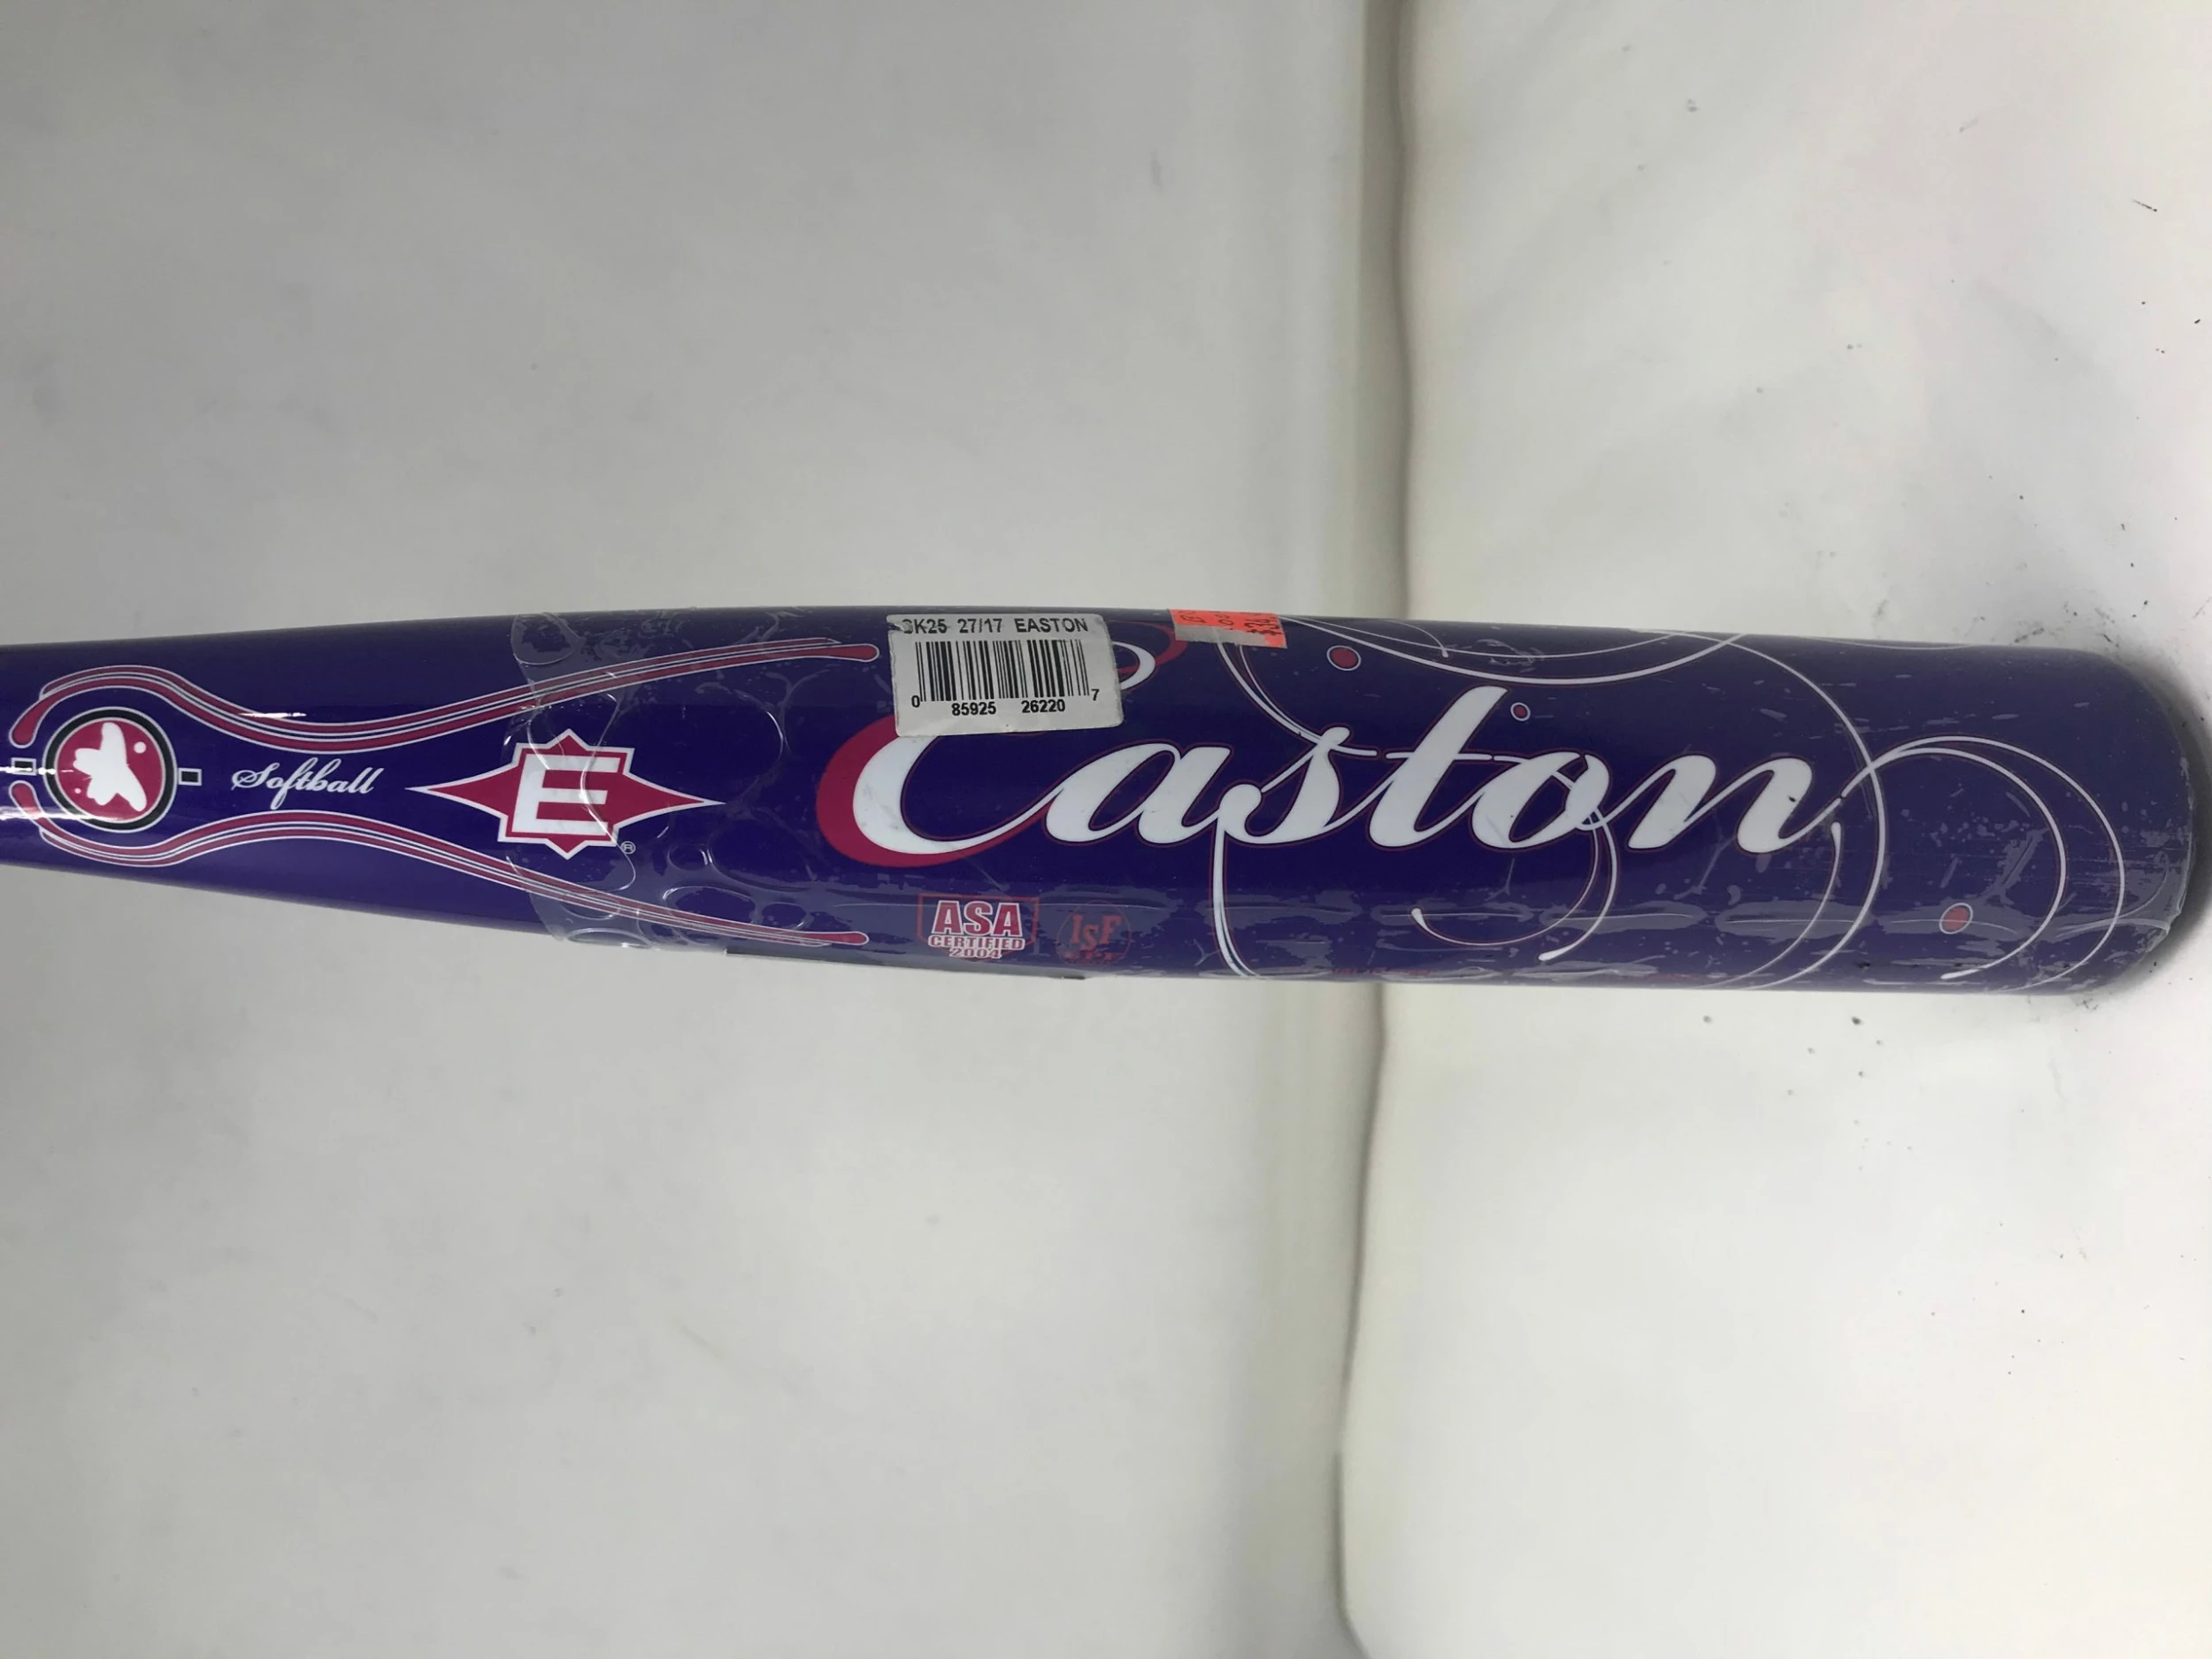 SK25 27/17 EASTON
0 85925 26220 7
Softball
E
®
Easton
ASA
CERTIFIED
2004
ISF